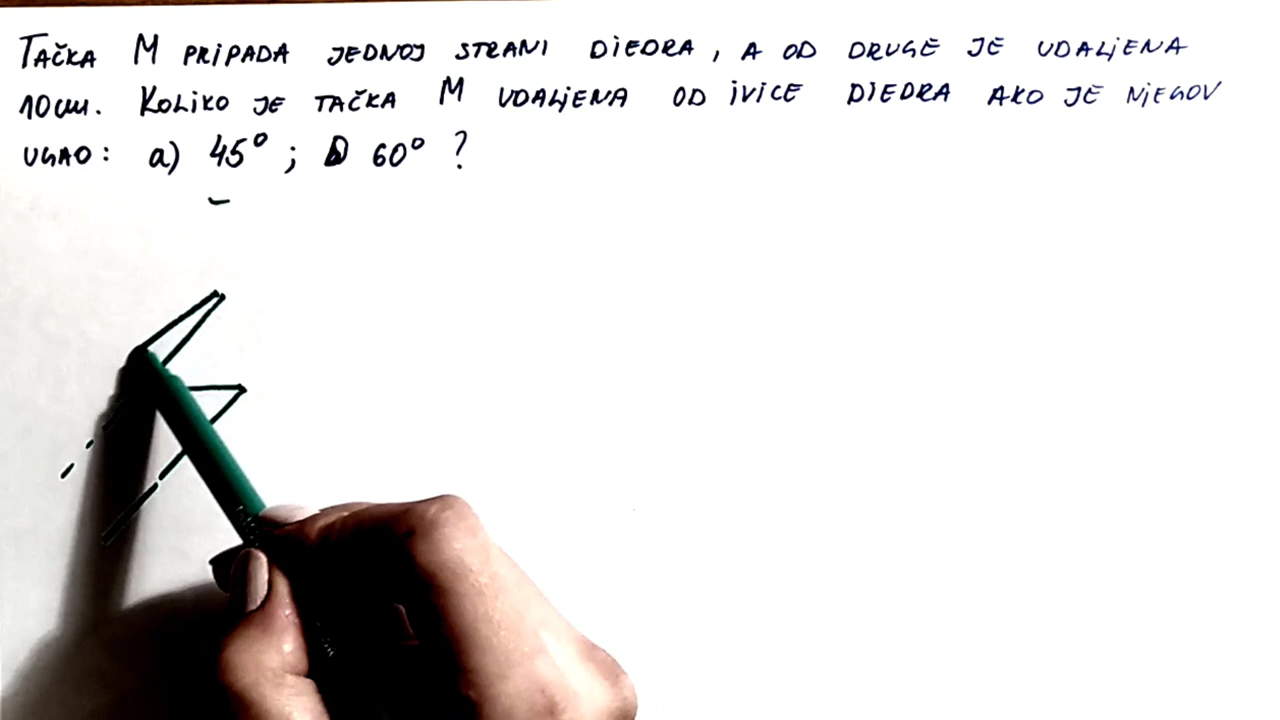 TAČKA M PRIPADA JEDNOJ STRANI DIEDRA, A OD DRUGE JE UDALJENA
10cm. KOLIKO JE TAČKA M UDALJENA OD IVICE DIEDRA AKO JE NJEGOV
UGAO: a) 45°; 60° ?